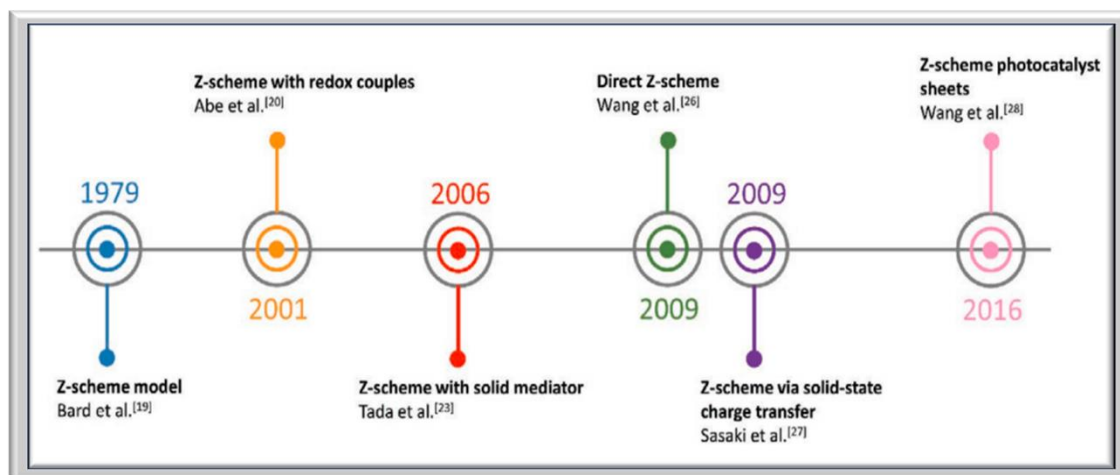 Z-scheme with redox couples
Abe et al.[20]
Direct Z-scheme
Wang et al.[26]
Z-scheme photocatalyst
sheets
Wang et al.[28]
1979
2001
2006
2009
2009
2016
Z-scheme model
Bard et al.[19]
Z-scheme with solid mediator
Tada et al.[23]
Z-scheme via solid-state
charge transfer
Sasaki et al.[27]